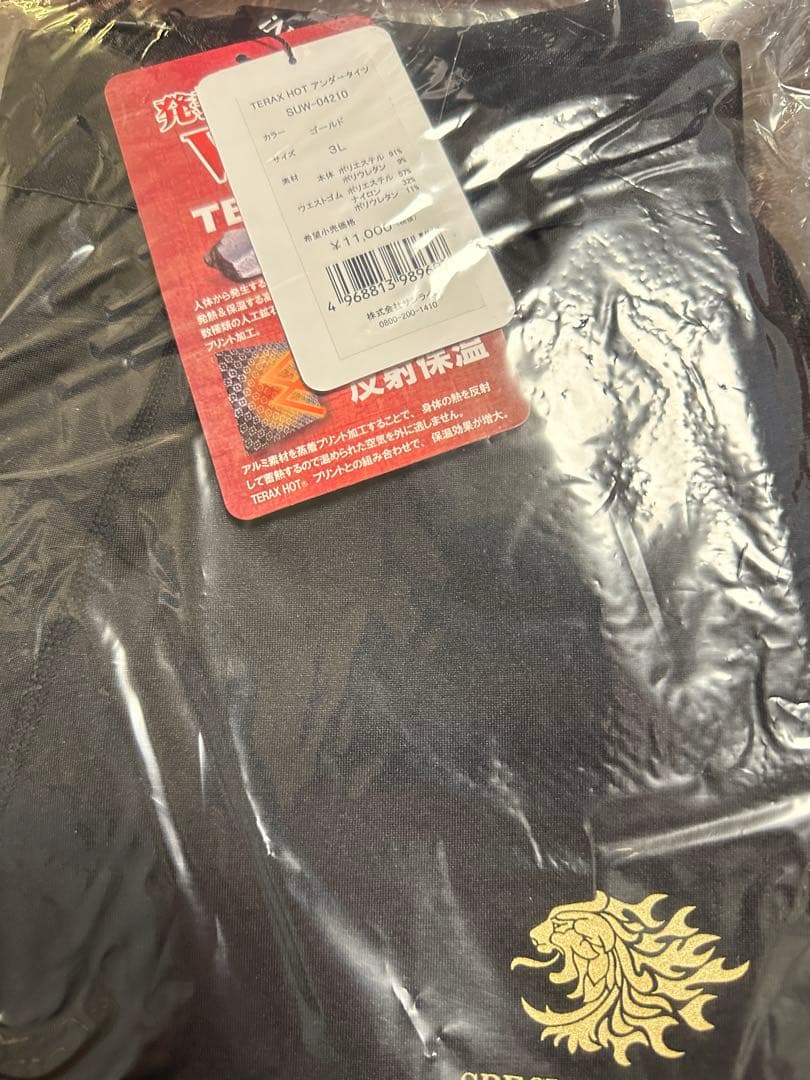 TERAX HOT アンダータイツ
SUW-04210
カラー ゴールド
サイズ 3L
素材 本体 ポリエステル 91%
ポリウレタン 9%
ウエストゴム ポリエステル 57%
ナイロン 32%
ポリウレタン 11%
希望小売価格
¥11,000
4 968813
株式会社サンライン
0800-200-1410
人体から発生する
発熱&保温する
数種類の人工鉱石
プリント加工。
反射保温
アルミ素材を蒸着プリント加工することで、身体の熱を反射
して蓄熱するので温められた空気を外に逃しません。
TERAX HOT® プリントとの組み合わせで、保温効果が増大。